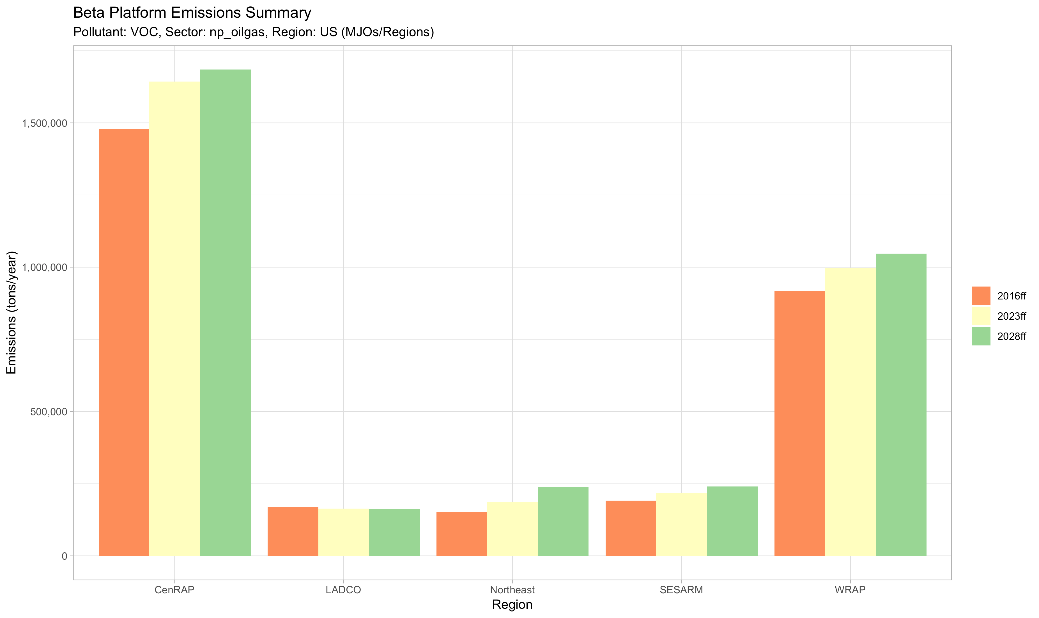 Beta Platform Emissions Summary
Pollutant: VOC, Sector: np_oilgas, Region: US (MJOs/Regions)
Emissions (tons/year)
1,500,000
1,000,000
500,000
0
CenRAP
LADCO
Northeast
SESARM
WRAP
Region
2016ff
2023ff
2028ff